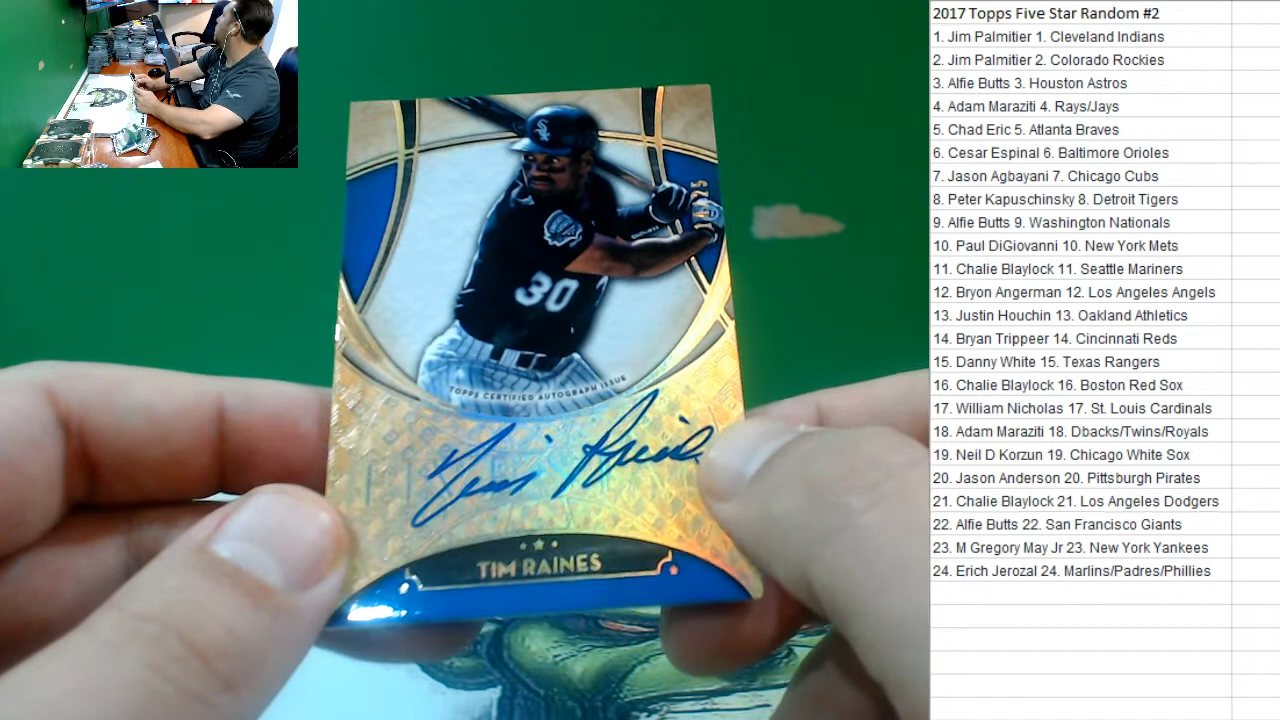 2017 Topps Five Star Random #2
1. Jim Palmitier 1. Cleveland Indians
2. Jim Palmitier 2. Colorado Rockies
3. Alfie Butts 3. Houston Astros
4. Adam Maraziti 4. Rays/Jays
5. Chad Eric 5. Atlanta Braves
6. Cesar Espinal 6. Baltimore Orioles
7. Jason Agbayani 7. Chicago Cubs
8. Peter Kapuschinsky 8. Detroit Tigers
9. Alfie Butts 9. Washington Nationals
10. Paul DiGiovanni 10. New York Mets
11. Chalie Blaylock 11. Seattle Mariners
12. Bryon Angerman 12. Los Angeles Angels
13. Justin Houchin 13. Oakland Athletics
14. Bryan Trippeer 14. Cincinnati Reds
15. Danny White 15. Texas Rangers
16. Chalie Blaylock 16. Boston Red Sox
17. William Nicholas 17. St. Louis Cardinals
18. Adam Maraziti 18. Dbacks/Twins/Royals
19. Neil D Korzun 19. Chicago White Sox
20. Jason Anderson 20. Pittsburgh Pirates
21. Chalie Blaylock 21. Los Angeles Dodgers
22. Alfie Butts 22. San Francisco Giants
23. M Gregory May Jr 23. New York Yankees
24. Erich Jerozal 24. Marlins/Padres/Phillies
SOX
30
TOPPS CERTIFIED AUTOGRAPH ISSUE
Tim Raines
TIM RAINES